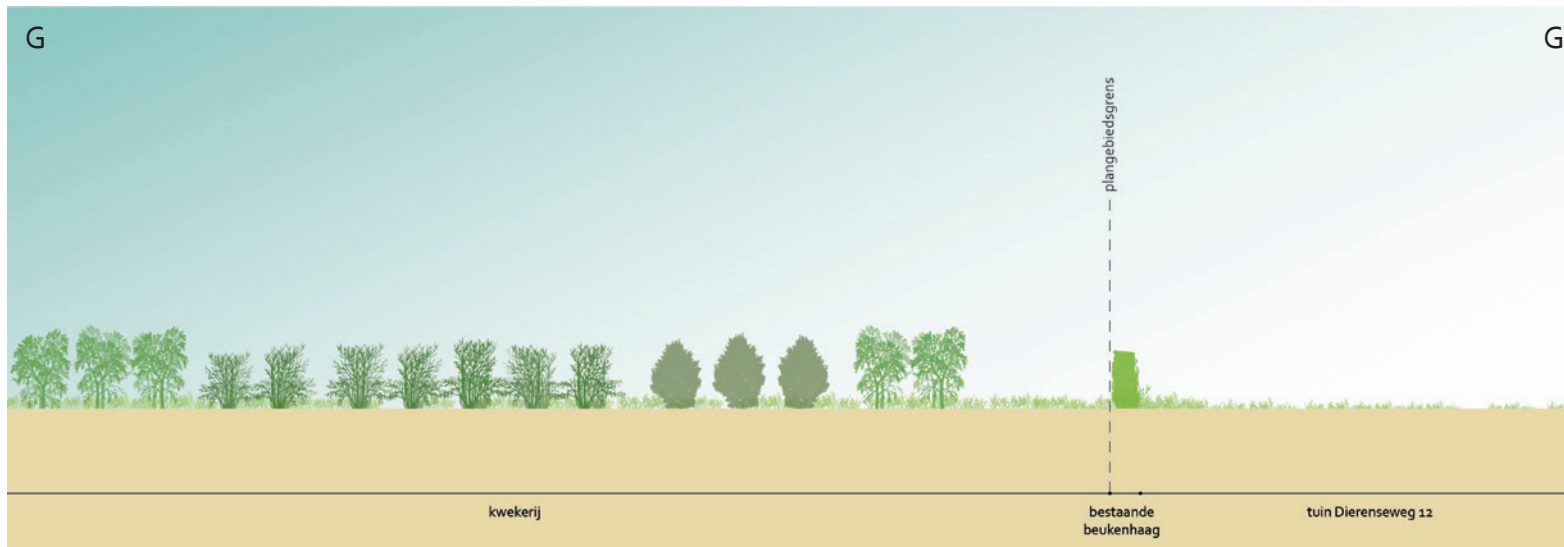 G
G
plangebiedsgrens
kwekerij
bestaande
beukenhaag
tuin Dierenseweg 12